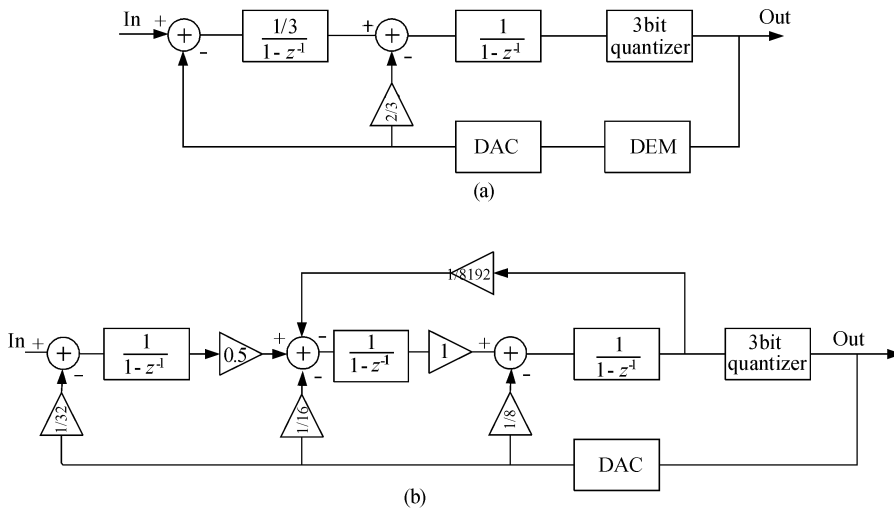 In + + Out
1/3
1- z⁻¹
1
1- z⁻¹
3bit
quantizer
- + -
2/3
DAC
DEM
(a)
1/8192
In + +
1
1- z⁻¹
0.5
+ - +
1
1- z⁻¹
1
+ +
1
1- z⁻¹
3bit
quantizer
Out
- - -
1/32
1/16
1/8
DAC
(b)